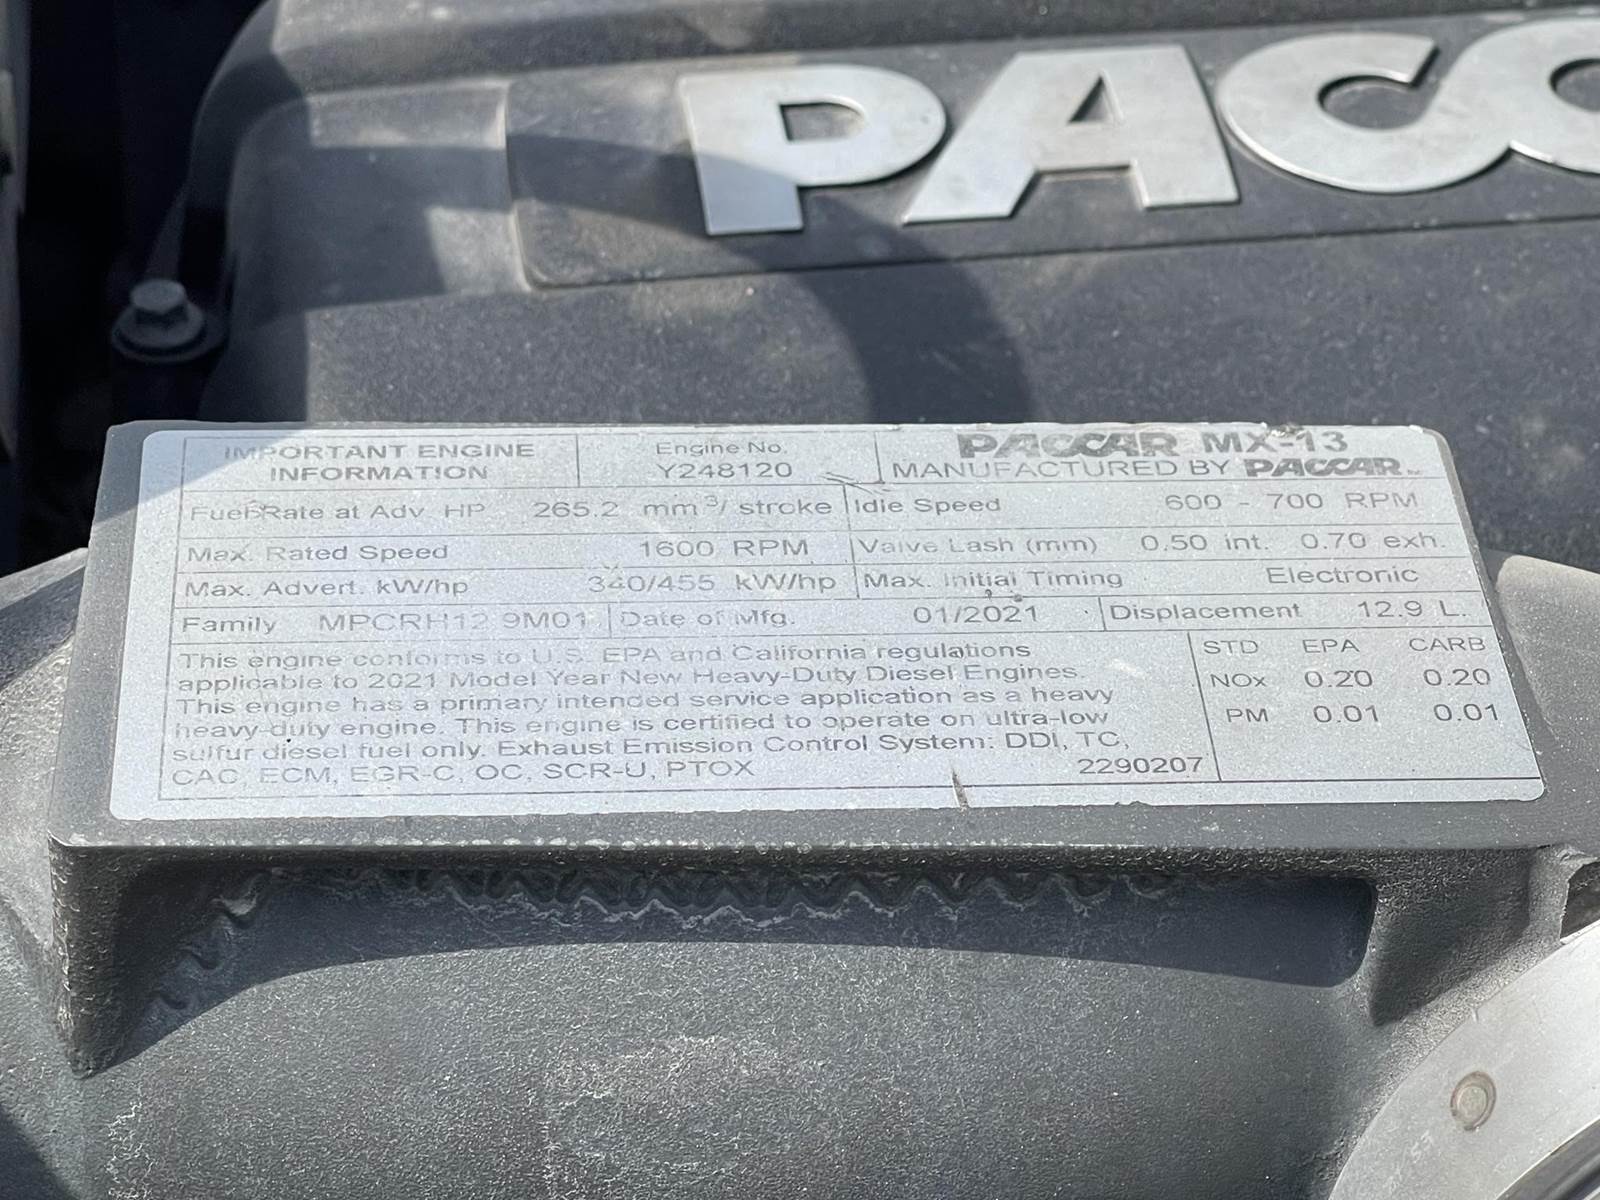 PACC
IMPORTANT ENGINE INFORMATION
Engine No. Y248120
PACCAR MX-13
MANUFACTURED BY PACCAR
Fuel Rate at Adv. HP 265.2 mm³/ stroke
Idle Speed 600 - 700 RPM
Max. Rated Speed 1600 RPM
Valve Lash (mm) 0.50 int. 0.70 exh.
Max. Advert. kW/hp 340/455 kW/hp
Max. Initial Timing Electronic
Family MPCRH12.9M01
Date of Mfg. 01/2021
Displacement 12.9 L.
This engine conforms to U.S. EPA and California regulations
applicable to 2021 Model Year New Heavy-Duty Diesel Engines.
This engine has a primary intended service application as a heavy
heavy-duty engine. This engine is certified to operate on ultra-low
sulfur diesel fuel only. Exhaust Emission Control System: DDI, TC,
CAC, ECM, EGR-C, OC, SCR-U, PTOX 2290207
STD EPA CARB
NOx 0.20 0.20
PM 0.01 0.01